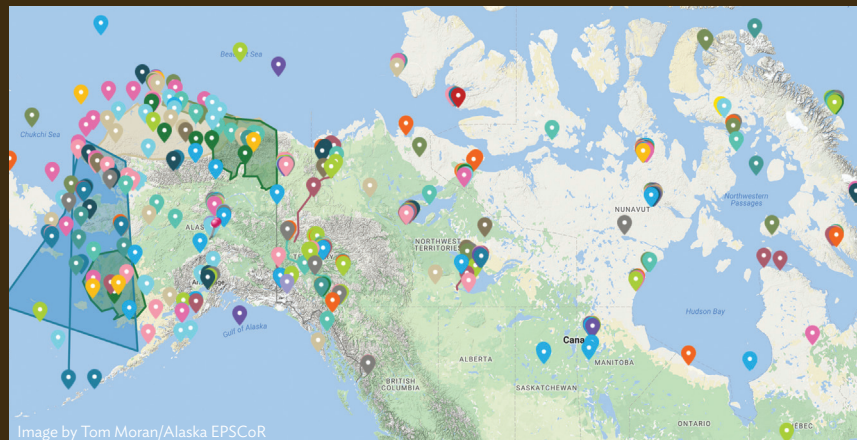 Beaufort Sea
Chukchi Sea
Northwestern
Passages
NUNAVUT
NORTHWEST
TERRITORIES
Gulf of Alaska
Hudson Bay
ALBERTA
MANITOBA
BRITISH
COLUMBIA
SASKATCHEWAN
ONTARIO
Image by Tom Moran/Alaska EPSCoR